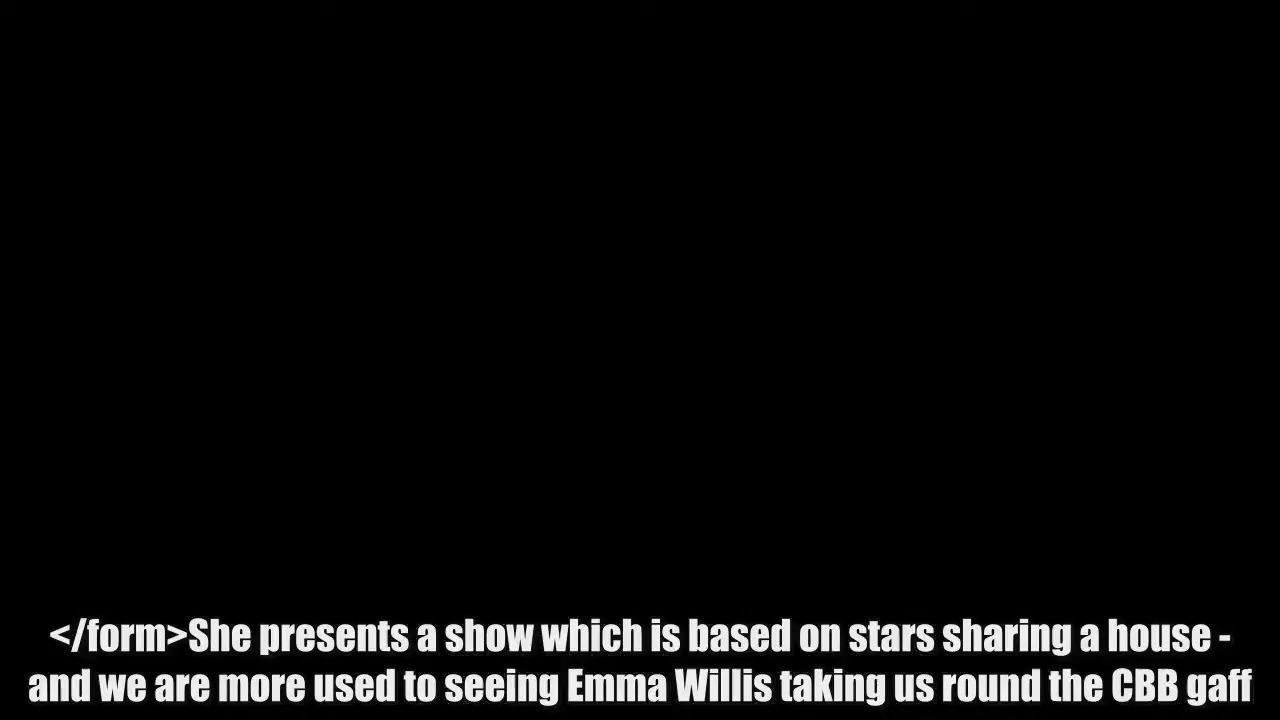 </form>She presents a show which is based on stars sharing a house -
and we are more used to seeing Emma Willis taking us round the CBB gaff